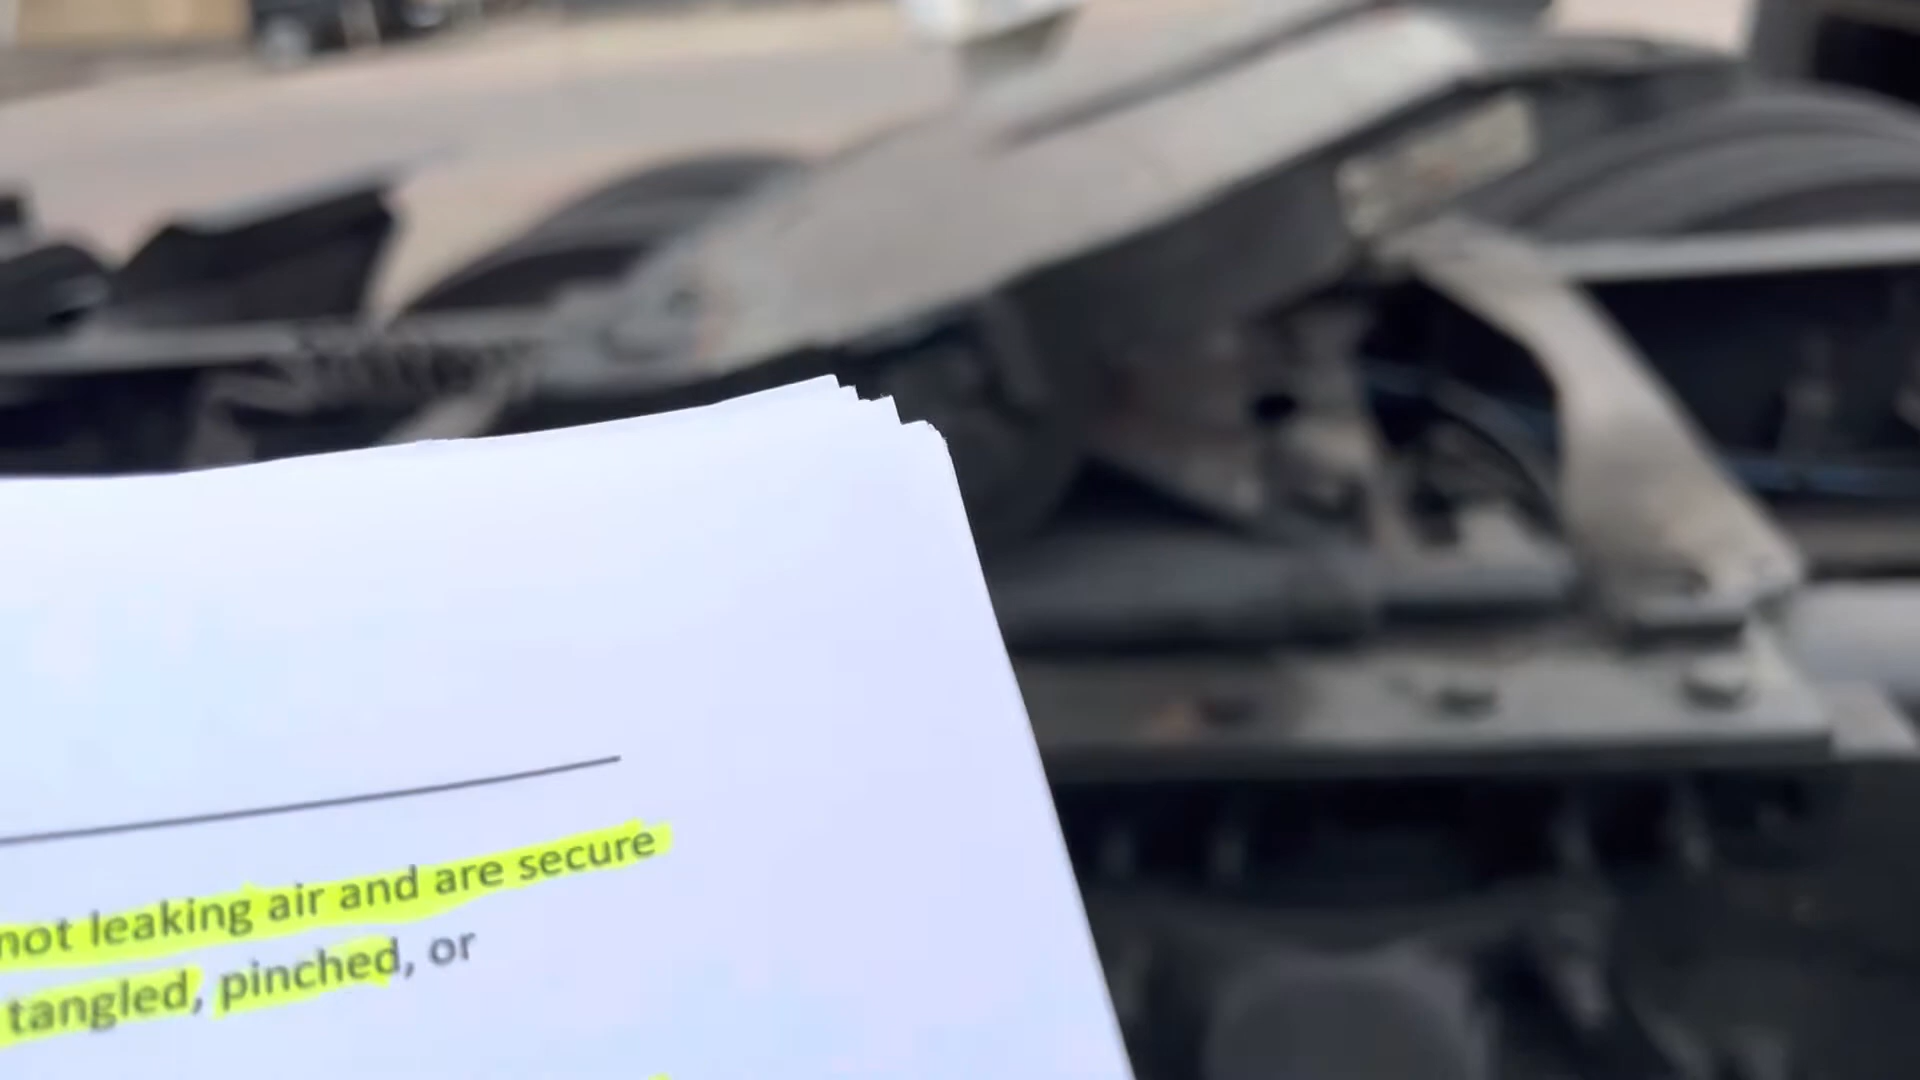 not leaking air and are secure
tangled, pinched, or